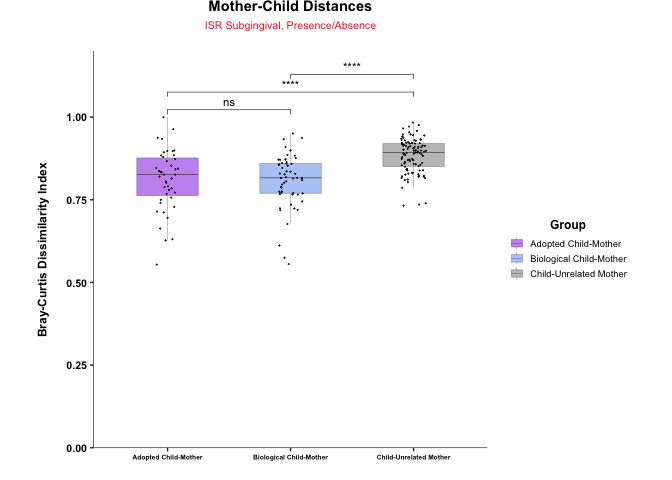 Mother-Child Distances
ISR Subgingival, Presence/Absence
****
****
ns
1.00
0.75
0.50
0.25
0.00
Bray-Curtis Dissimilarity Index
Adopted Child-Mother
Biological Child-Mother
Child-Unrelated Mother
Group
Adopted Child-Mother
Biological Child-Mother
Child-Unrelated Mother